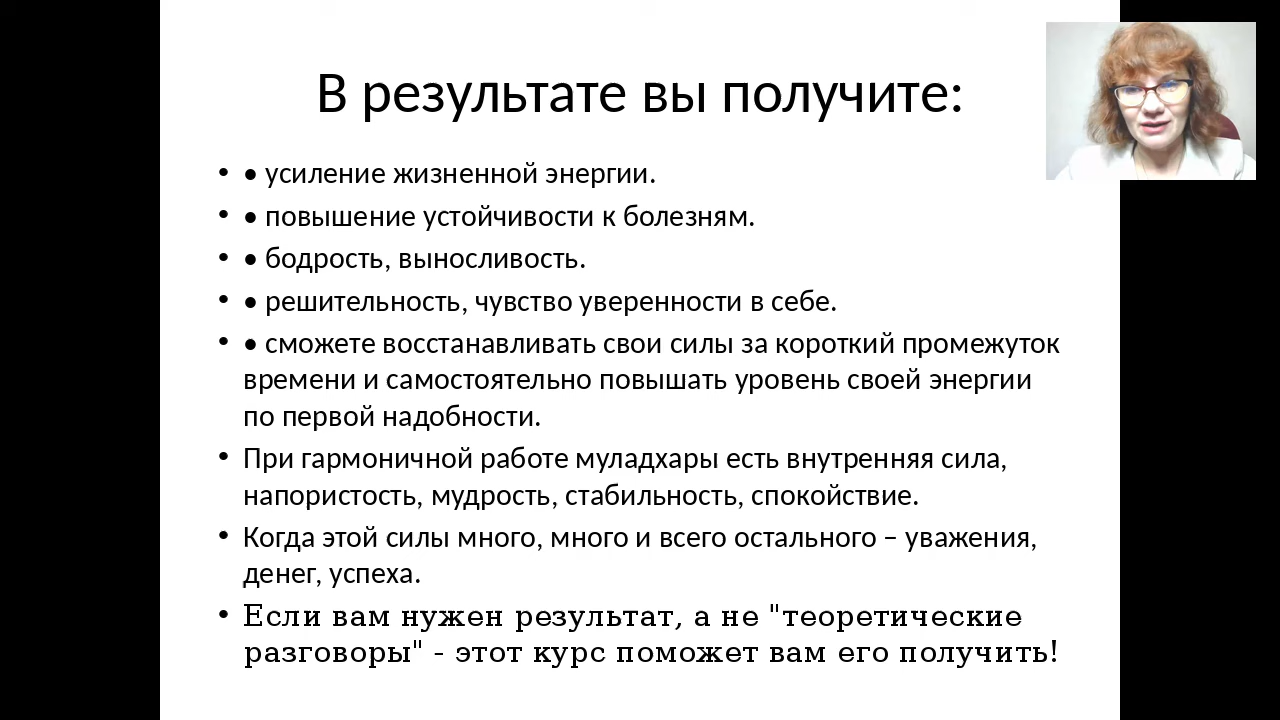 В результате вы получите:
• • усиление жизненной энергии.
• • повышение устойчивости к болезням.
• • бодрость, выносливость.
• • решительность, чувство уверенности в себе.
• • сможете восстанавливать свои силы за короткий промежуток
времени и самостоятельно повышать уровень своей энергии
по первой надобности.
• При гармоничной работе муладхары есть внутренняя сила,
напористость, мудрость, стабильность, спокойствие.
• Когда этой силы много, много и всего остального – уважения,
денег, успеха.
• Если вам нужен результат, а не "теоретические
разговоры" - этот курс поможет вам его получить!